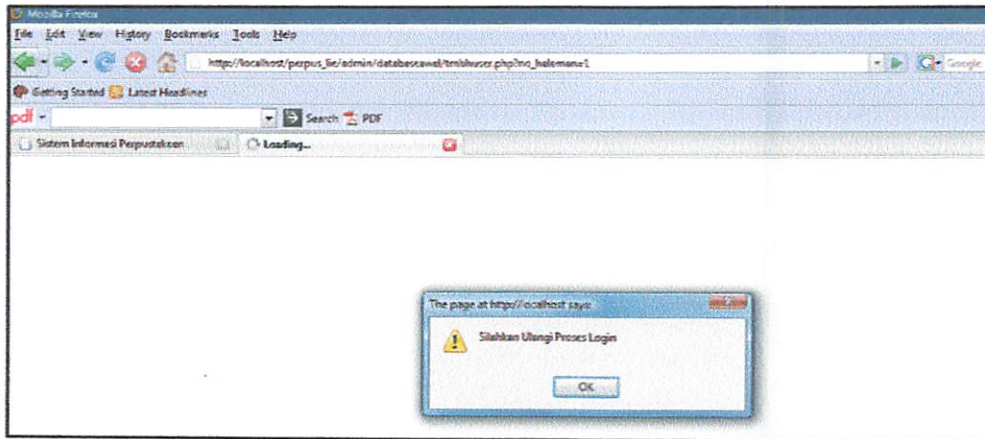 Mozilla Firefox
File Edit View History Bookmarks Tools Help
http://localhost/perpus_lie/admin/databaseawal/tmbhuser.php?no_halaman=1
Google
Getting Started Latest Headlines
pdf Search PDF
Sistem Informasi Perpustakaan Loading...
The page at http://localhost says:
Silahkan Ulangi Proses Login
OK